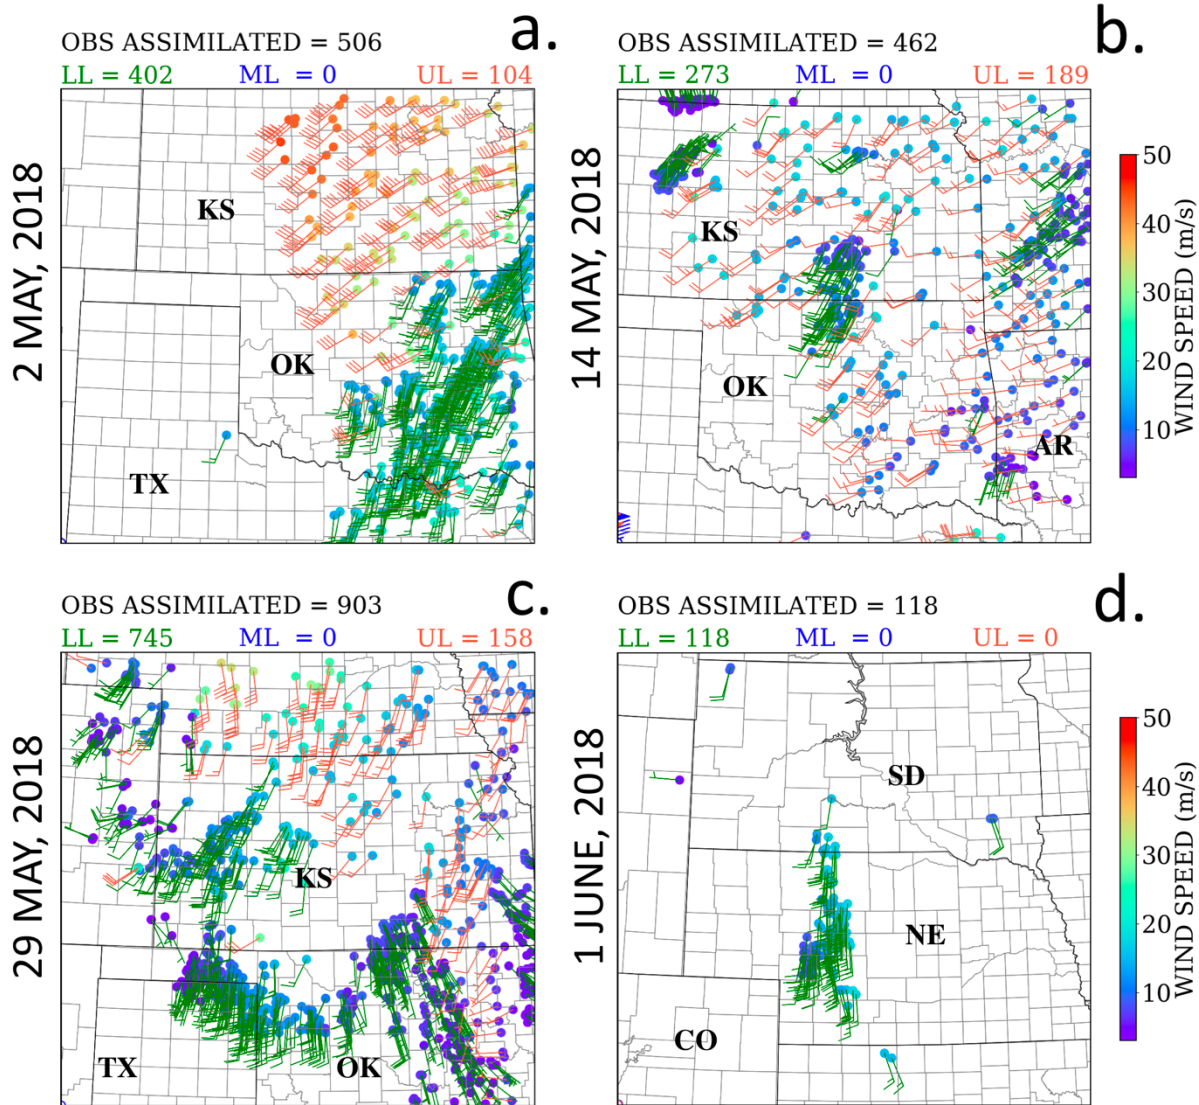 a.
OBS ASSIMILATED = 506
LL = 402 ML = 0 UL = 104
2 MAY, 2018
KS
OK
TX
b.
OBS ASSIMILATED = 462
LL = 273 ML = 0 UL = 189
14 MAY, 2018
KS
OK
AR
50
40
30
20
10
WIND SPEED (m/s)
c.
OBS ASSIMILATED = 903
LL = 745 ML = 0 UL = 158
29 MAY, 2018
KS
TX
OK
d.
OBS ASSIMILATED = 118
LL = 118 ML = 0 UL = 0
1 JUNE, 2018
SD
NE
CO
50
40
30
20
10
WIND SPEED (m/s)